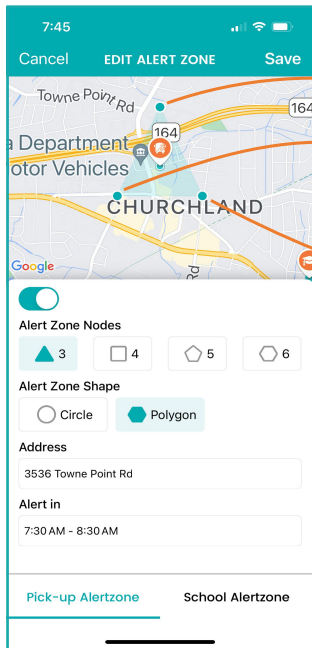 7:45
Cancel EDIT ALERT ZONE Save
Towne Point Rd
164
164
a Department
otor Vehicles
CHURCHLAND
Google
Rd
Alert Zone Nodes
3 4 5 6
Alert Zone Shape
Circle Polygon
Address
3536 Towne Point Rd
Alert in
7:30 AM - 8:30 AM
Pick-up Alertzone School Alertzone